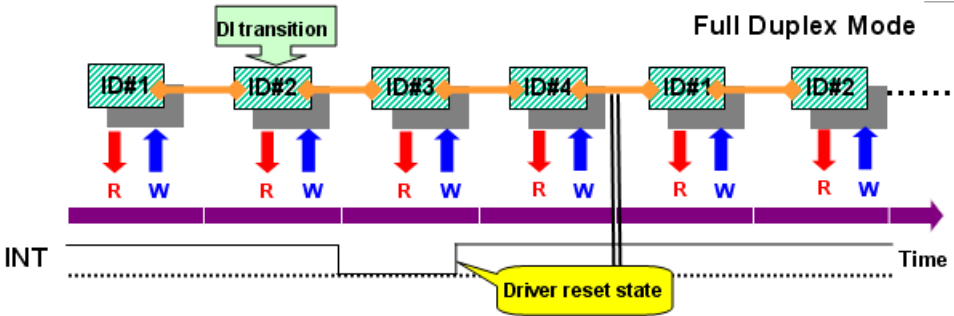 DI transition
Full Duplex Mode
ID#1 ID#2 ID#3 ID#4 ID#1 ID#2
R W R W R W R W R W R W
INT
Time
Driver reset state